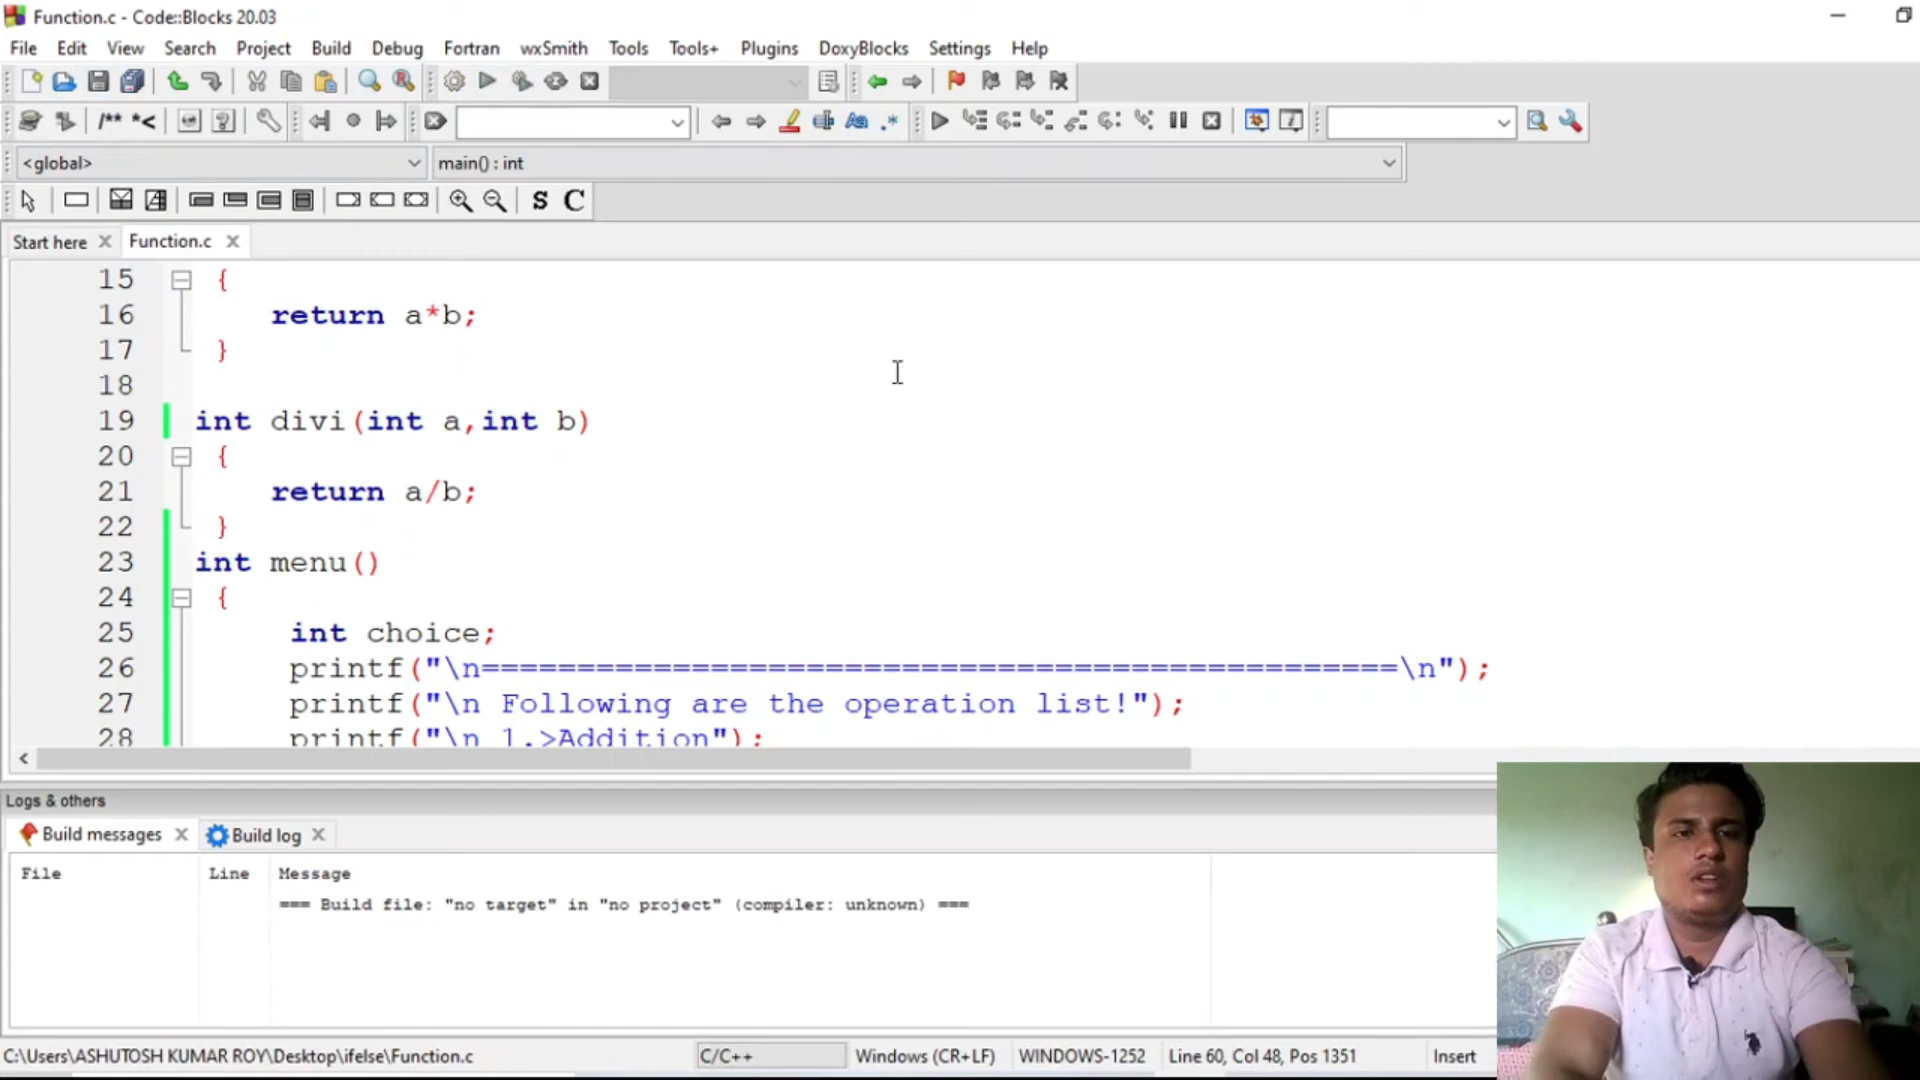 Function.c - Code::Blocks 20.03
File Edit View Search Project Build Debug Fortran wxSmith Tools Tools+ Plugins DoxyBlocks Settings Help
/** *<
<global> main() : int
S C
Start here Function.c
15 {
16 return a*b;
17 }
18
19 int divi(int a,int b)
20 {
21 return a/b;
22 }
23 int menu()
24 {
25 int choice;
26 printf("\n================================================\n");
27 printf("\n Following are the operation list!");
28 printf("\n 1.>Addition");
Logs & others
Build messages Build log
File Line Message
=== Build file: "no target" in "no project" (compiler: unknown) ===
C:\Users\ASHUTOSH KUMAR ROY\Desktop\ifelse\Function.c C/C++ Windows (CR+LF) WINDOWS-1252 Line 60, Col 48, Pos 1351 Insert